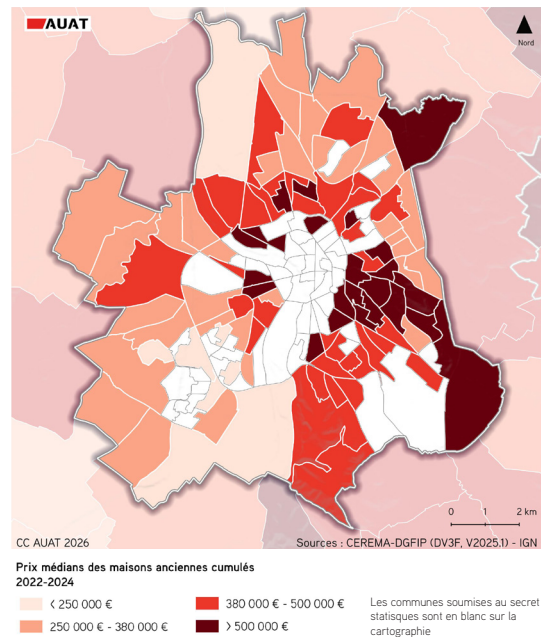 AUAT
Nord
0 1 2 km
CC AUAT 2026
Sources : CEREMA-DGFIP (DV3F, V2025.1) - IGN
Prix médians des maisons anciennes cumulés
2022-2024
< 250 000 €
380 000 € - 500 000 €
250 000 € - 380 000 €
> 500 000 €
Les communes soumises au secret
statisques sont en blanc sur la
cartographie